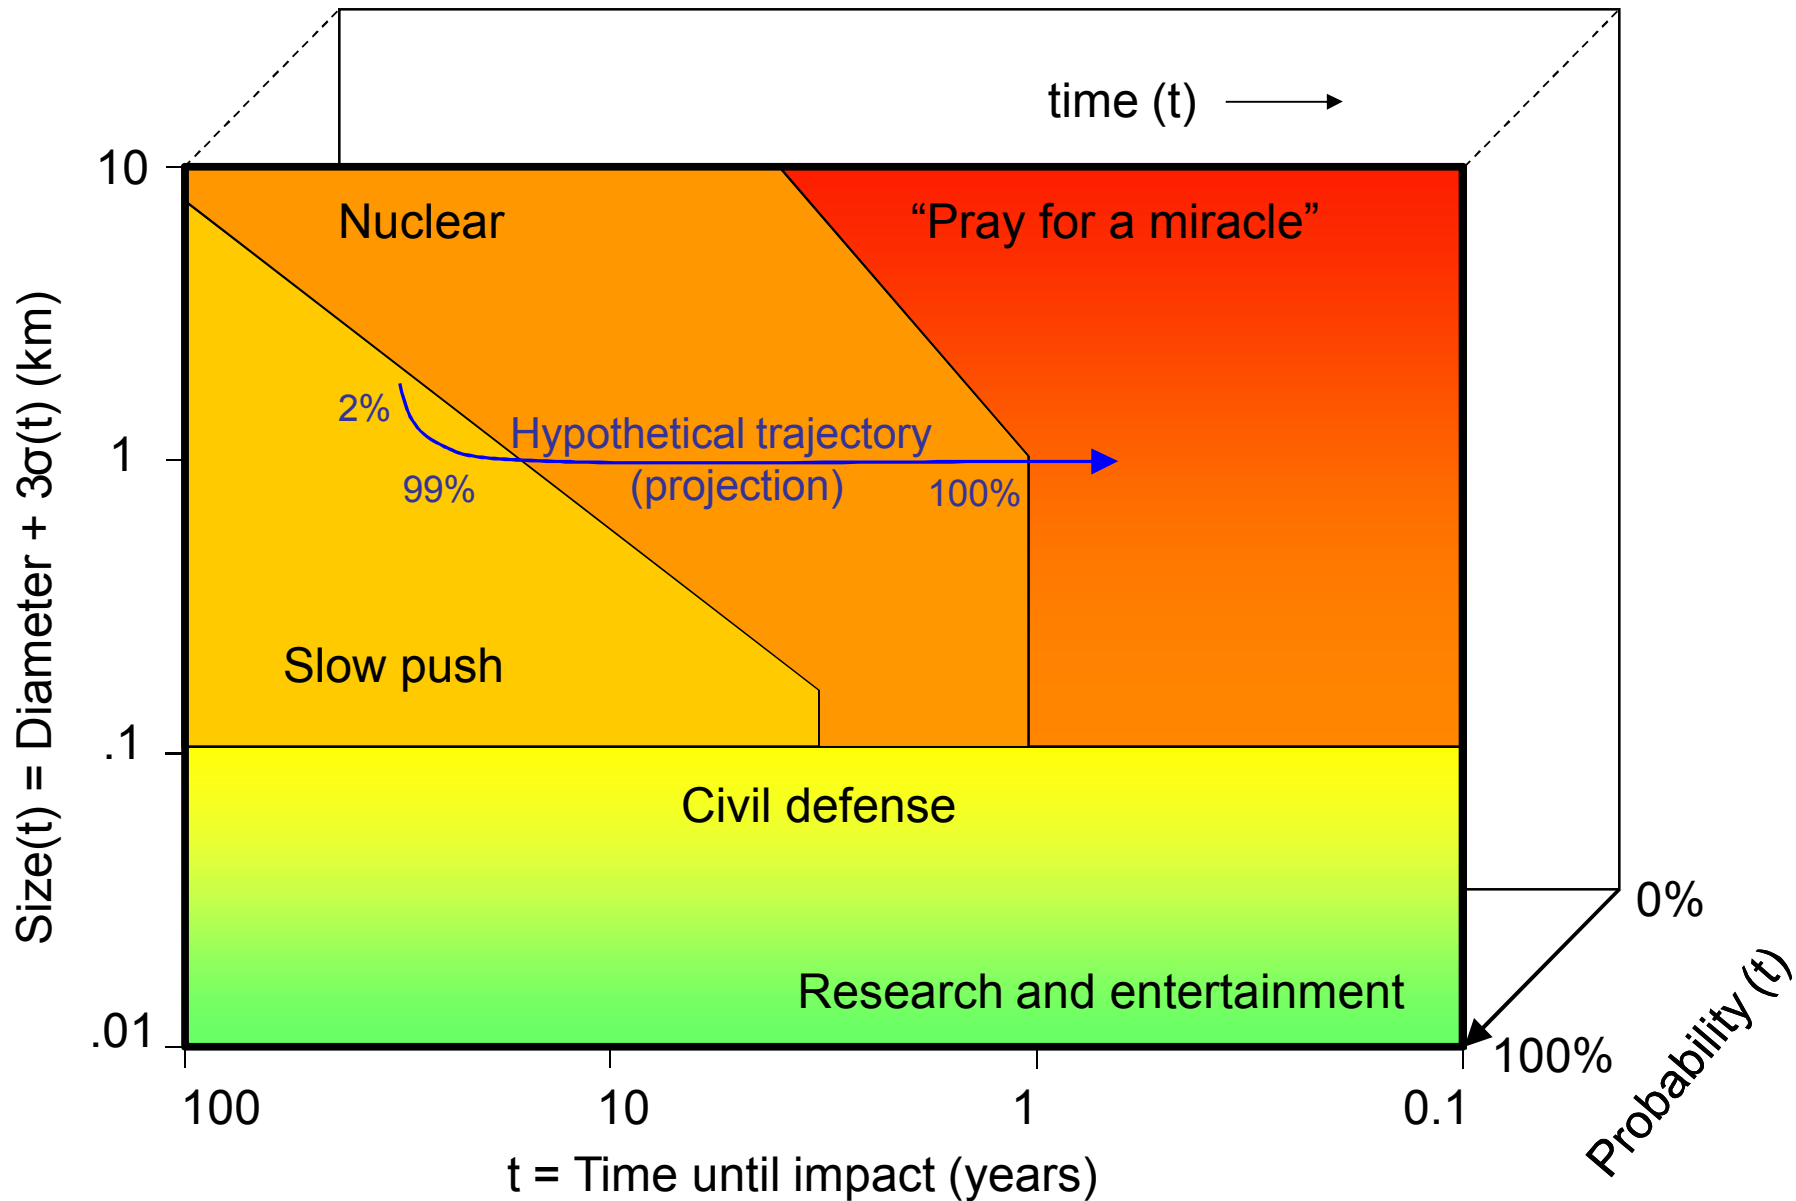 time (t)
10
Nuclear
“Pray for a miracle”
Size(t) = Diameter + 3σ(t) (km)
2%
Hypothetical trajectory
1
99%
(projection)
100%
Slow push
.1
Civil defense
0%
Research and entertainment
Probability (t)
.01
100%
100
10
1
0.1
t = Time until impact (years)